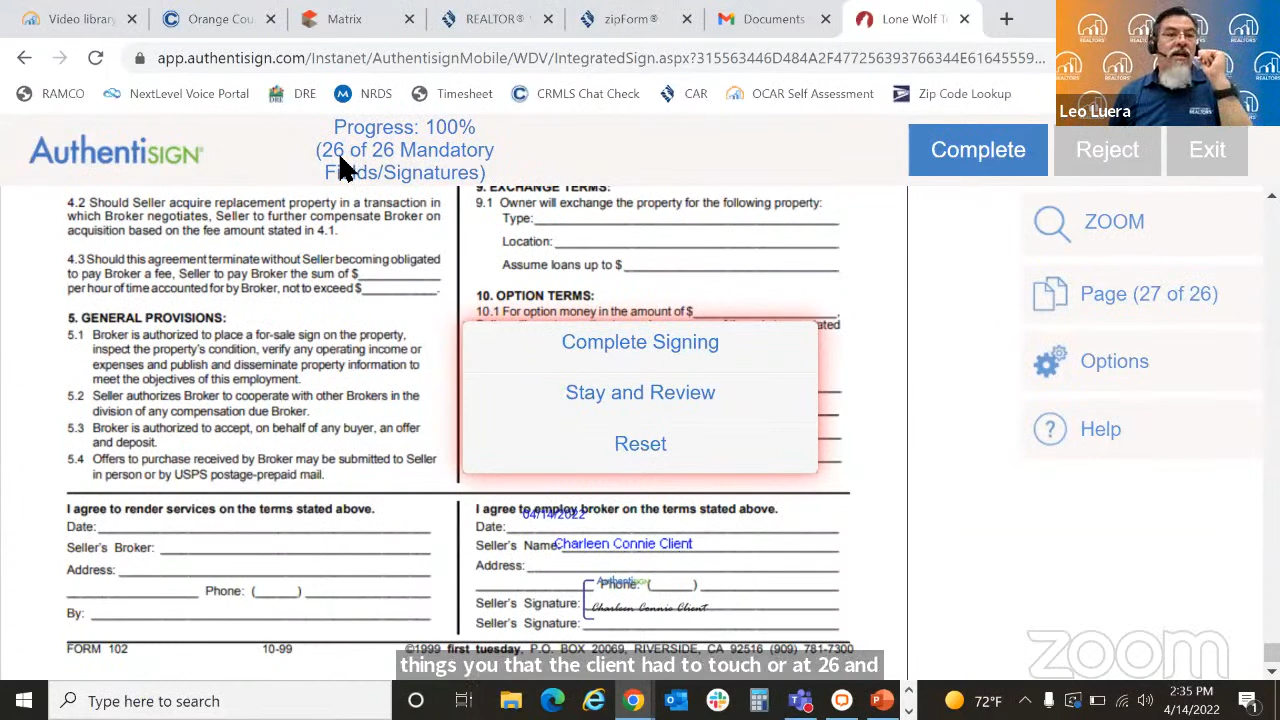 Video library
Orange Cou
Matrix
REALTOR®
zipForm®
Documents
Lone Wolf T
app.authentisign.com/Instanet/AuthentisignMobile/WDV/IntegratedSign.aspx?315563446D484A2F477256393766344E61645559...
RAMCO
NextLevel Voice Portal
DRE
NRDS
Timesheet
CRMLS Chat Check
CAR
OCAR Self Assessment
Zip Code Lookup
Leo Luera
AuthentiSIGN
Progress: 100%
(26 of 26 Mandatory
Fields/Signatures)
Complete
Reject
Exit
4.2 Should Seller acquire replacement property in a transaction in
which Broker negotiates, Seller to further compensate Broker on
acquisition based on the fee amount stated in 4.1.
4.3 Should this agreement terminate without Seller becoming obligated
to pay Broker a fee, Seller to pay Broker the sum of $
per hour of time accounted for by Broker, not to exceed $
5. GENERAL PROVISIONS:
5.1 Broker is authorized to place a for-sale sign on the property,
inspect the property's condition, verify any operating income or
expenses and publish and disseminate property information to
meet the objectives of this employment.
5.2 Seller authorizes Broker to cooperate with other Brokers in the
division of any compensation due Broker.
5.3 Broker is authorized to accept, on behalf of any buyer, an offer
and deposit.
5.4 Offers to purchase received by Broker may be submitted to Seller
in person or by USPS postage-prepaid mail.
9. EXCHANGE TERMS:
9.1 Owner will exchange the property for the following property:
Type:
Location:
Assume loans up to $
10. OPTION TERMS:
10.1 For option money in the amount of $
Complete Signing
Stay and Review
Reset
ZOOM
Page (27 of 26)
Options
Help
I agree to render services on the terms stated above.
Date:
Seller's Broker:
Address:
Phone: ( )
By:
I agree to employ broker on the terms stated above.
04/14/2022
Date:
Seller's Name: Charleen Connie Client
Address:
AuthentiSIGN
Phone: ( )
Seller's Signature: Charleen Connie Client
Seller's Signature:
FORM 102 10-99 ©1999 first tuesday, P.O. BOX 20069, RIVERSIDE, CA 92516 (909) 781-7300
things you that the client had to touch or at 26 and
zoom
Type here to search
72°F
2:35 PM
4/14/2022